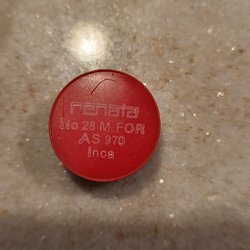 renata
No 28 M.FOR
AS 970
Inca